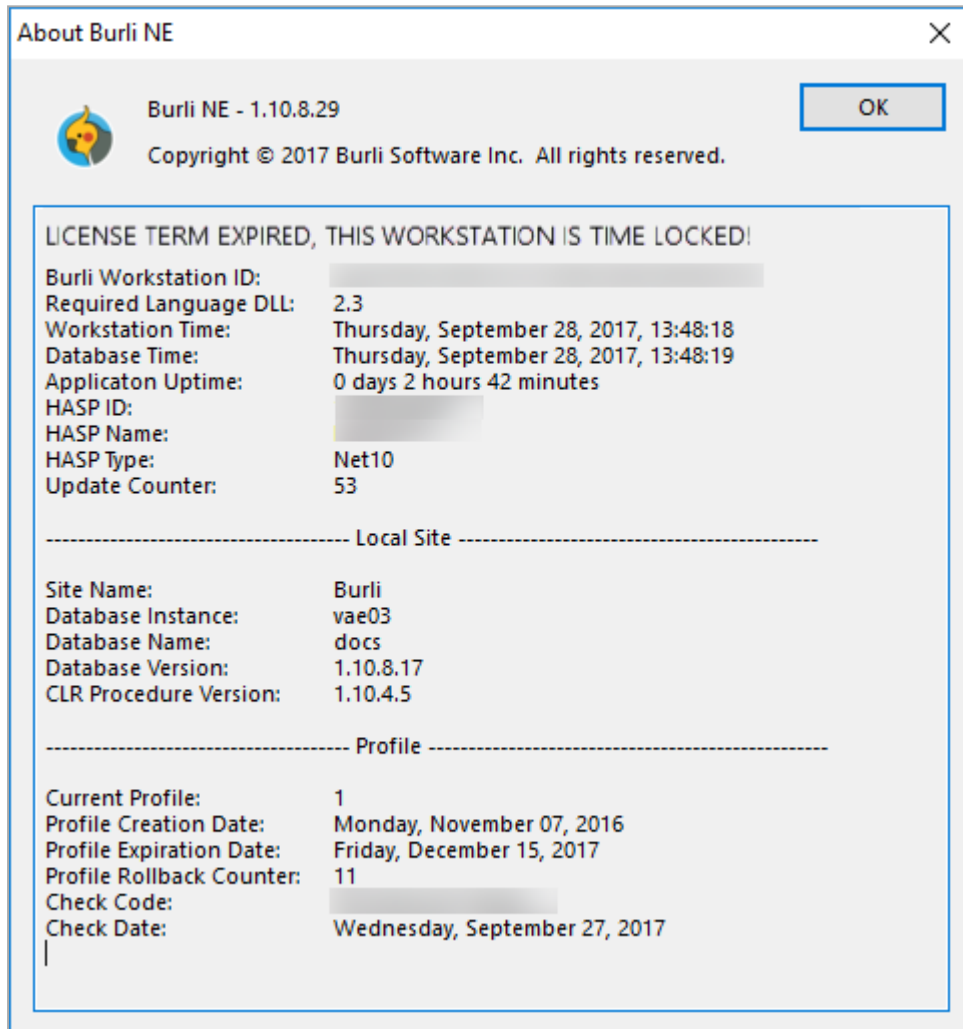 About Burli NE
Burli NE - 1.10.8.29
OK
Copyright © 2017 Burli Software Inc. All rights reserved.
LICENSE TERM EXPIRED, THIS WORKSTATION IS TIME LOCKED!
Burli Workstation ID:
Required Language DLL: 2.3
Workstation Time: Thursday, September 28, 2017, 13:48:18
Database Time: Thursday, September 28, 2017, 13:48:19
Applicaton Uptime: 0 days 2 hours 42 minutes
HASP ID:
HASP Name:
HASP Type: Net10
Update Counter: 53
-------------------------------------- Local Site ---------------------------------------------
Site Name: Burli
Database Instance: vae03
Database Name: docs
Database Version: 1.10.8.17
CLR Procedure Version: 1.10.4.5
-------------------------------------- Profile --------------------------------------------------
Current Profile: 1
Profile Creation Date: Monday, November 07, 2016
Profile Expiration Date: Friday, December 15, 2017
Profile Rollback Counter: 11
Check Code:
Check Date: Wednesday, September 27, 2017